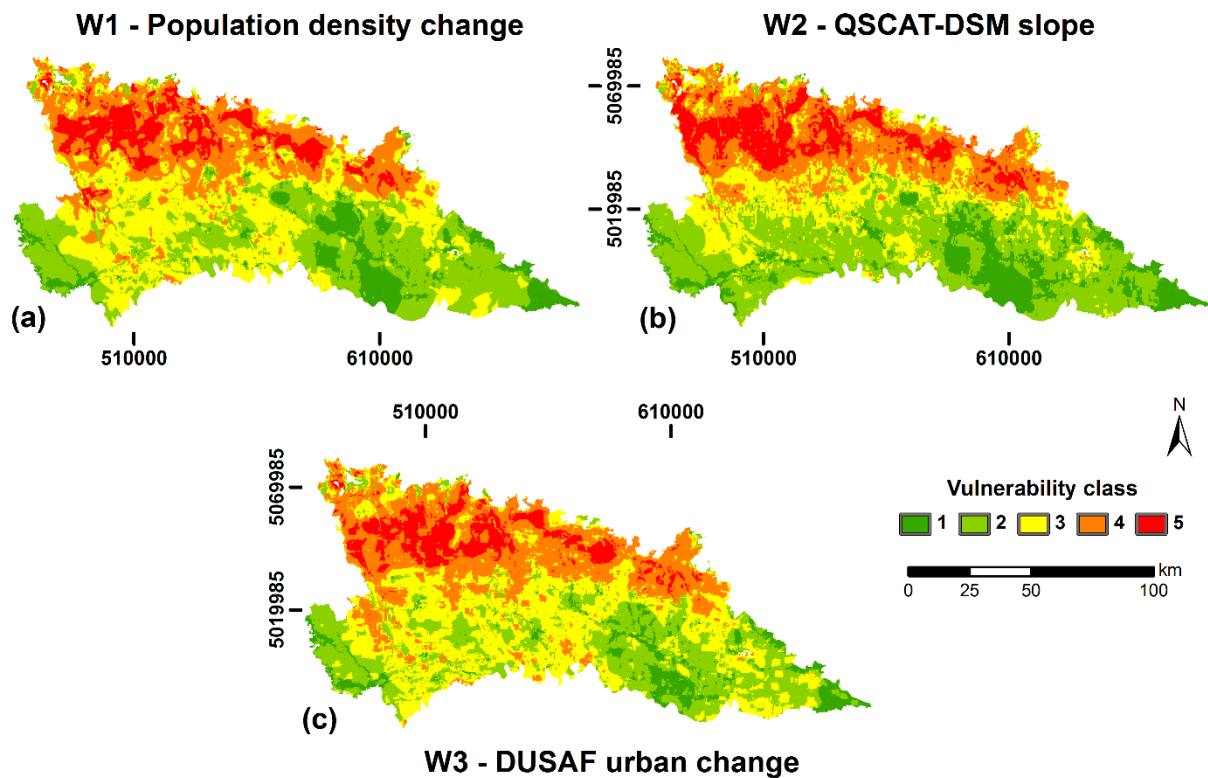 W1 - Population density change
W2 - QSCAT-DSM slope
5069985
5019985
(a)
(b)
510000
610000
510000
610000
510000
610000
5069985
5019985
N
Vulnerability class
1 2 3 4 5
km
0 25 50 100
(c)
W3 - DUSAF urban change